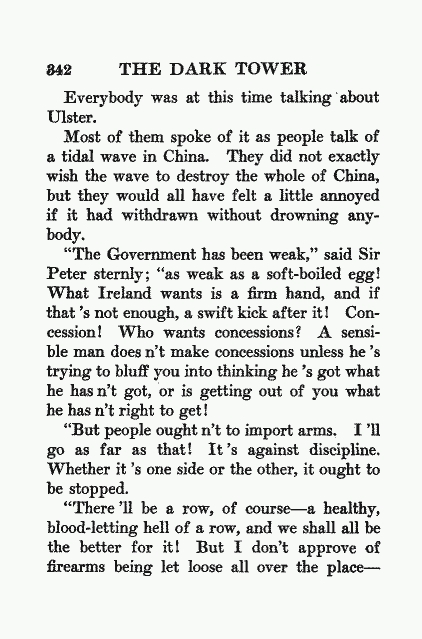 342 THE DARK TOWER
Everybody was at this time talking about
Ulster.
Most of them spoke of it as people talk of
a tidal wave in China. They did not exactly
wish the wave to destroy the whole of China,
but they would all have felt a little annoyed
if it had withdrawn without drowning any-
body.
“The Government has been weak,” said Sir
Peter sternly; “as weak as a soft-boiled egg!
What Ireland wants is a firm hand, and if
that 's not enough, a swift kick after it! Con-
cession! Who wants concessions? A sensi-
ble man does n't make concessions unless he 's
trying to bluff you into thinking he 's got what
he has n't got, or is getting out of you what
he has n't right to get!
“But people ought n't to import arms. I 'll
go as far as that! It 's against discipline.
Whether it 's one side or the other, it ought to
be stopped.
“There 'll be a row, of course—a healthy,
blood-letting hell of a row, and we shall all be
the better for it! But I don't approve of
firearms being let loose all over the place—